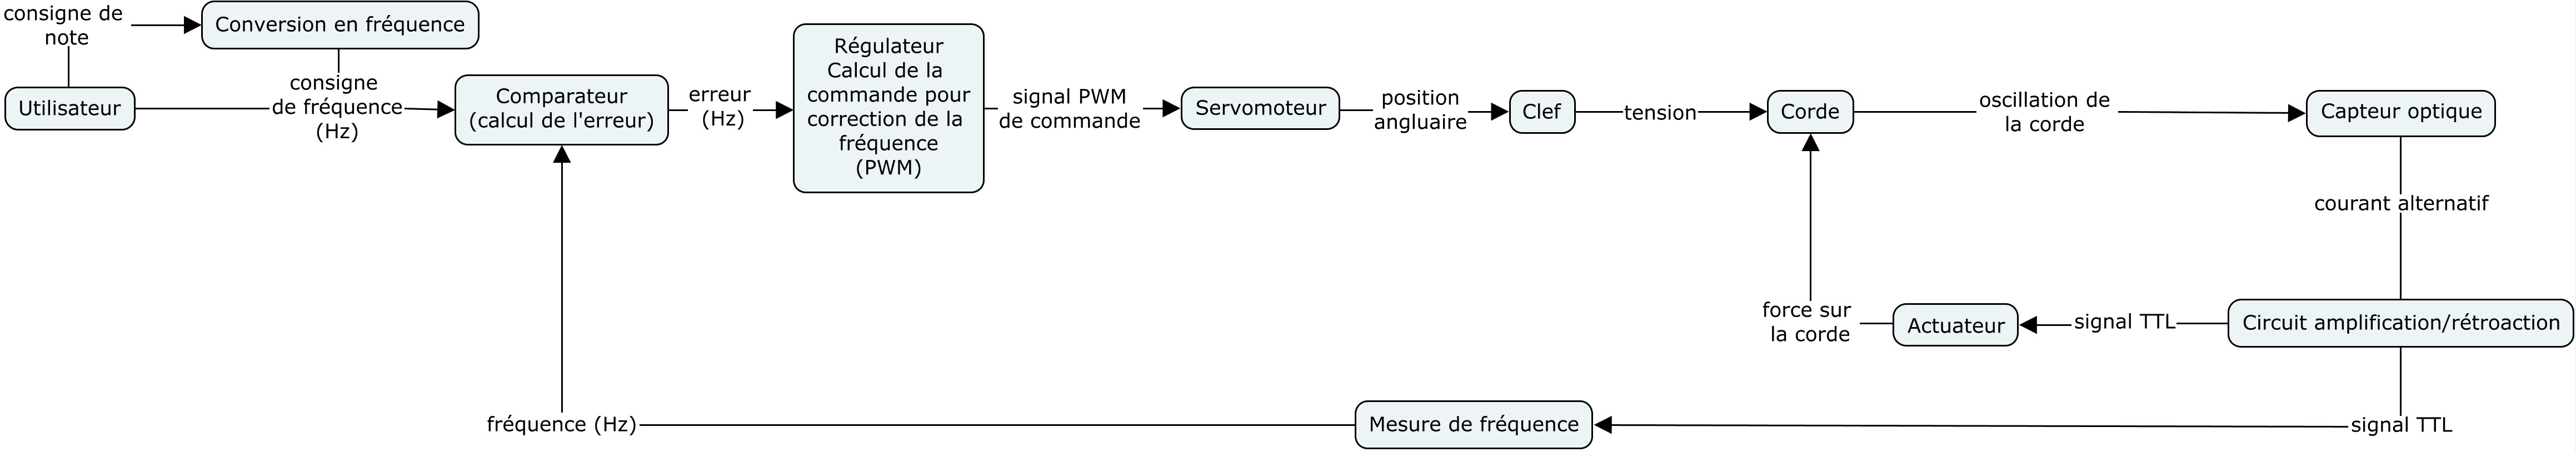 consigne de
note
Conversion en fréquence
Utilisateur
consigne
de fréquence
(Hz)
Comparateur
(calcul de l'erreur)
erreur
(Hz)
Régulateur
Calcul de la
commande pour
correction de la
fréquence
(PWM)
signal PWM
de commande
Servomoteur
position
angluaire
Clef
tension
Corde
oscillation de
la corde
Capteur optique
courant alternatif
Circuit amplification/rétroaction
signal TTL
Actuateur
force sur
la corde
signal TTL
Mesure de fréquence
fréquence (Hz)